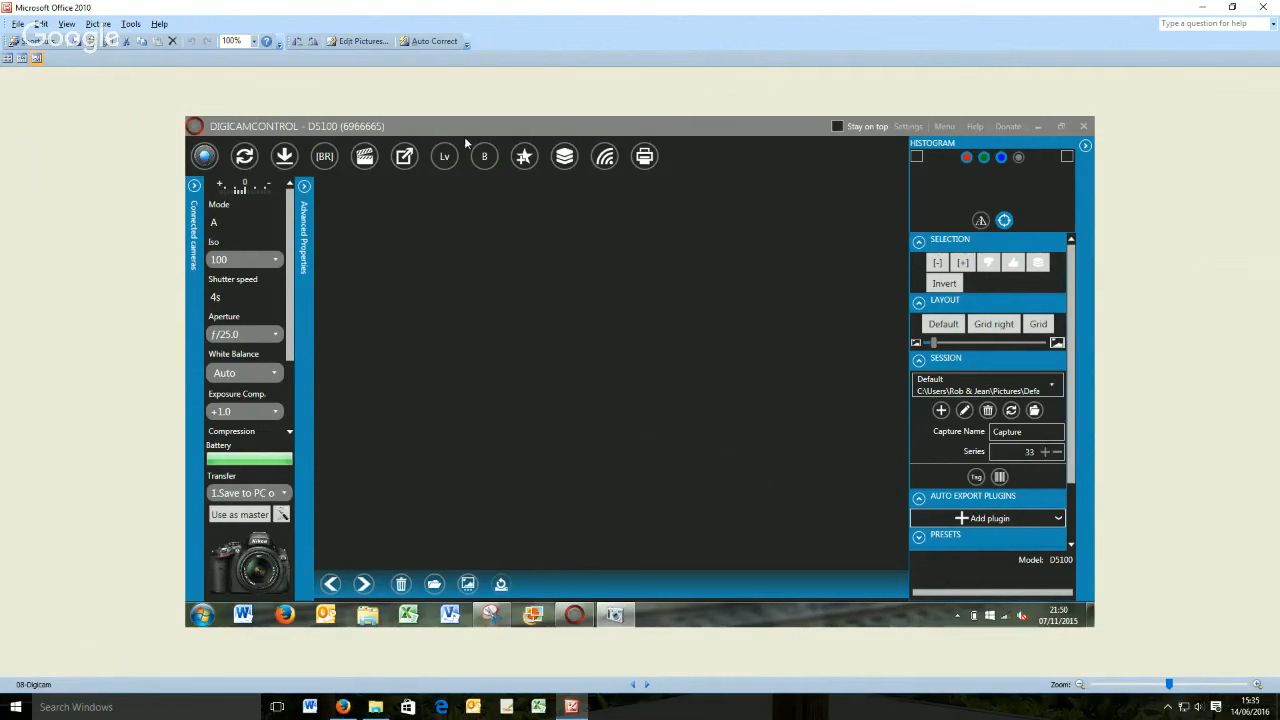 Microsoft Office 2010
File Edit View Picture Tools Help
Type a question for help
Google
100%
Edit Pictures...
Auto Correct
DIGICAMCONTROL - D5100 (6966665)
Stay on top
Settings
Menu
Help
Donate
[BR]
Lv
B
HISTOGRAM
+ 0 -
Connected cameras
Advanced Properties
Mode
A
Iso
100
Shutter speed
4s
Aperture
ƒ/25.0
White Balance
Auto
Exposure Comp.
+1.0
Compression
Battery
Transfer
1.Save to PC o
Use as master
Nikon
SELECTION
[-] [+]
Invert
LAYOUT
Default Grid right Grid
SESSION
Default
C:\Users\Rob & Jean\Pictures\Defa
Capture Name Capture
Series 33
Tag
AUTO EXPORT PLUGINS
Add plugin
PRESETS
Model: D5100
21:50
07/11/2015
08-Digicam
Zoom:
Search Windows
15:35
14/06/2016